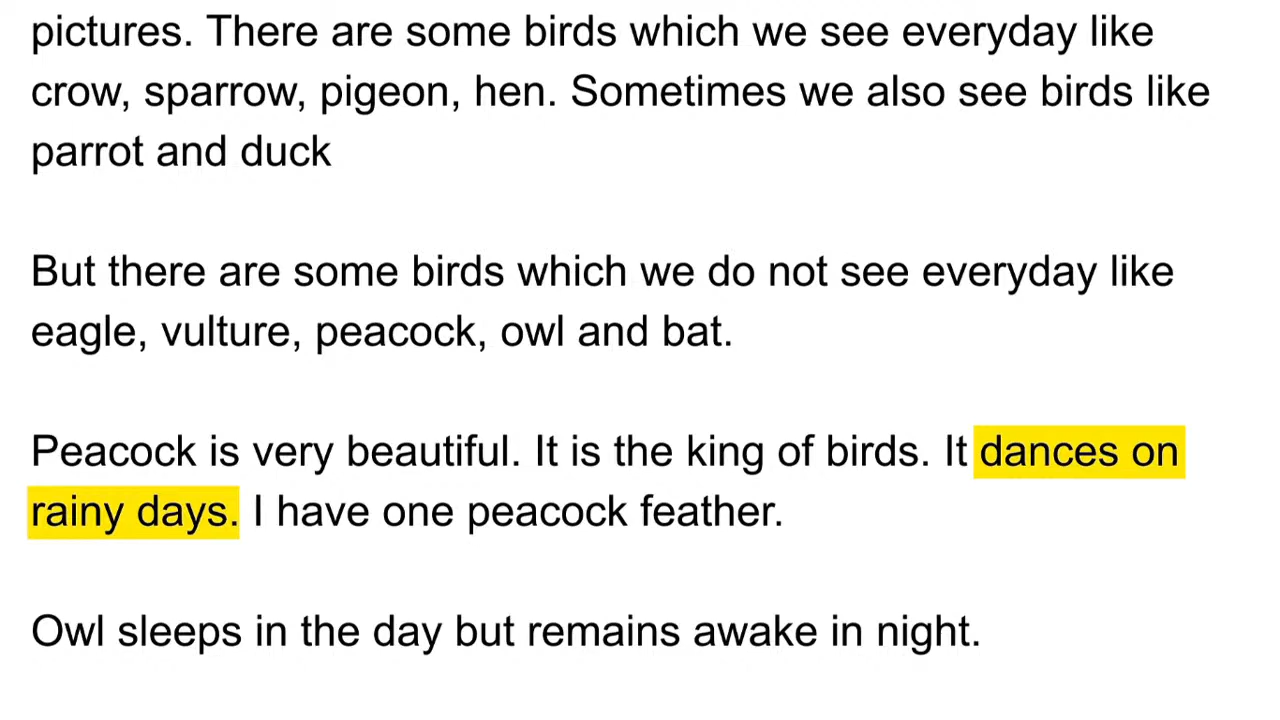 pictures. There are some birds which we see everyday like
crow, sparrow, pigeon, hen. Sometimes we also see birds like
parrot and duck
But there are some birds which we do not see everyday like
eagle, vulture, peacock, owl and bat.
Peacock is very beautiful. It is the king of birds. It dances on
rainy days. I have one peacock feather.
Owl sleeps in the day but remains awake in night.